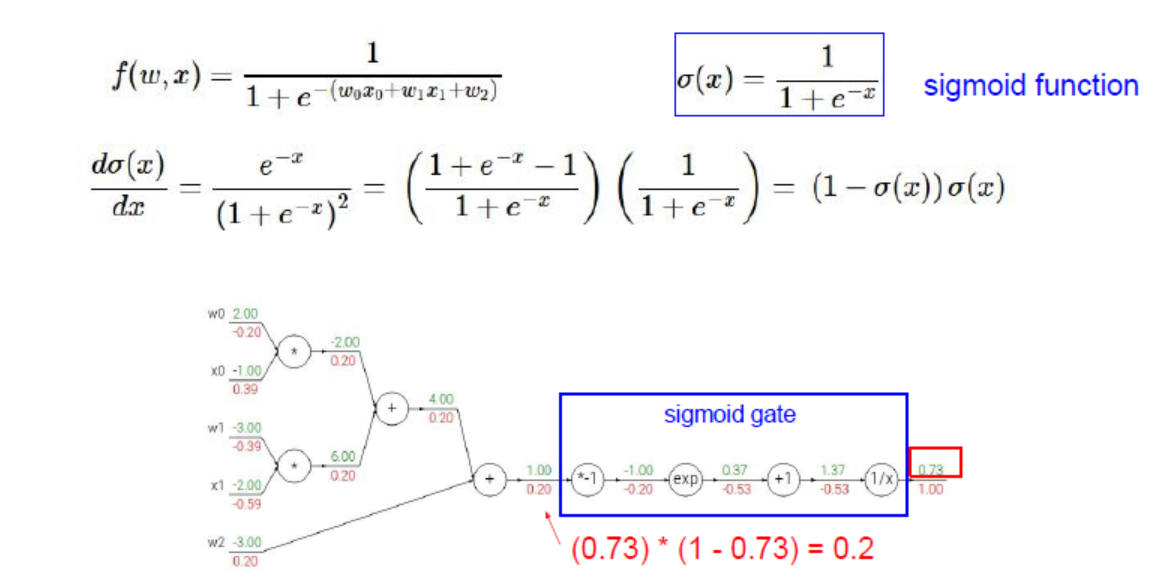 f(w, x) = 1 / (1 + e^{-(w₀x₀+w₁x₁+w₂)})
σ(x) = 1 / (1 + e^{-x})
sigmoid function
dσ(x)/dx = e^{-x} / (1 + e^{-x})² = ((1 + e^{-x} − 1) / (1 + e^{-x})) (1 / (1 + e^{-x})) = (1 − σ(x)) σ(x)
w0 2.00
-0.20
*
-2.00
0.20
x0 -1.00
0.39
+
4.00
0.20
w1 -3.00
-0.39
*
6.00
0.20
x1 -2.00
-0.59
w2 -3.00
0.20
sigmoid gate
+
1.00
0.20
*-1
-1.00
-0.20
exp
0.37
-0.53
+1
1.37
-0.53
1/x
0.73
1.00
(0.73) * (1 - 0.73) = 0.2